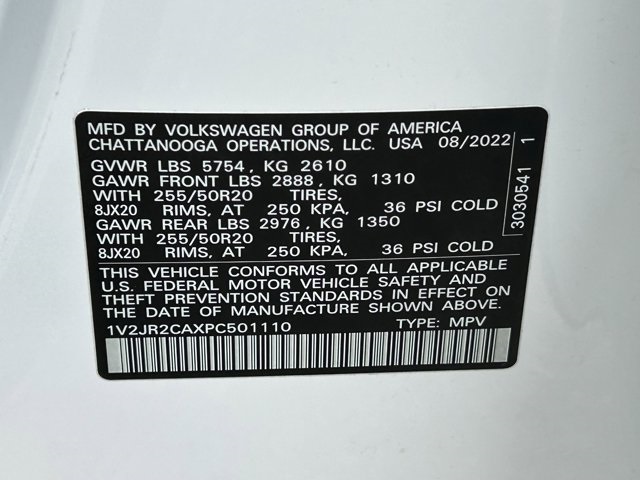 MFD BY VOLKSWAGEN GROUP OF AMERICA
CHATTANOOGA OPERATIONS, LLC. USA 08/2022
GVWR LBS 5754 , KG 2610
GAWR FRONT LBS 2888 , KG 1310
WITH 255/50R20 TIRES,
8JX20 RIMS, AT 250 KPA, 36 PSI COLD
GAWR REAR LBS 2976 , KG 1350
WITH 255/50R20 TIRES,
8JX20 RIMS, AT 250 KPA, 36 PSI COLD
THIS VEHICLE CONFORMS TO ALL APPLICABLE
U.S. FEDERAL MOTOR VEHICLE SAFETY AND
THEFT PREVENTION STANDARDS IN EFFECT ON
THE DATE OF MANUFACTURE SHOWN ABOVE.
1V2JR2CAXPC501110 TYPE: MPV
3030541 1